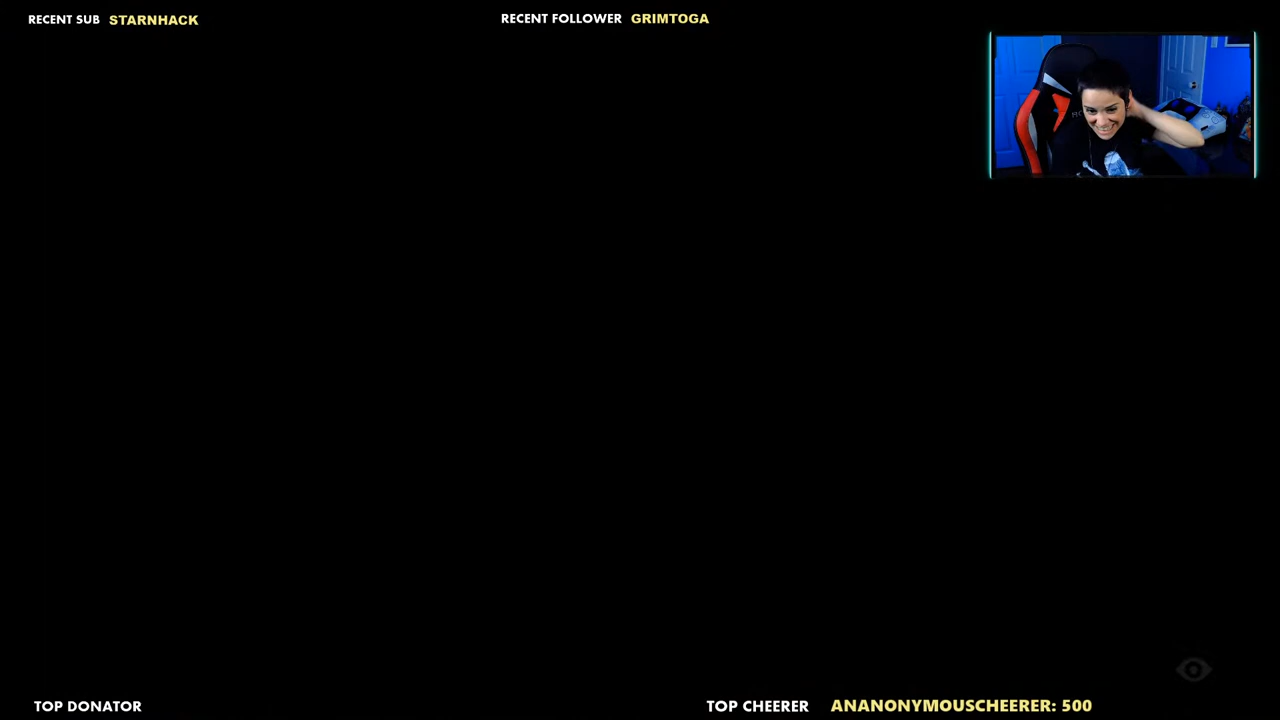 RECENT SUB STARNHACK
RECENT FOLLOWER GRIMTOGA
TOP DONATOR
TOP CHEERER ANANONYMOUSCHEERER: 500